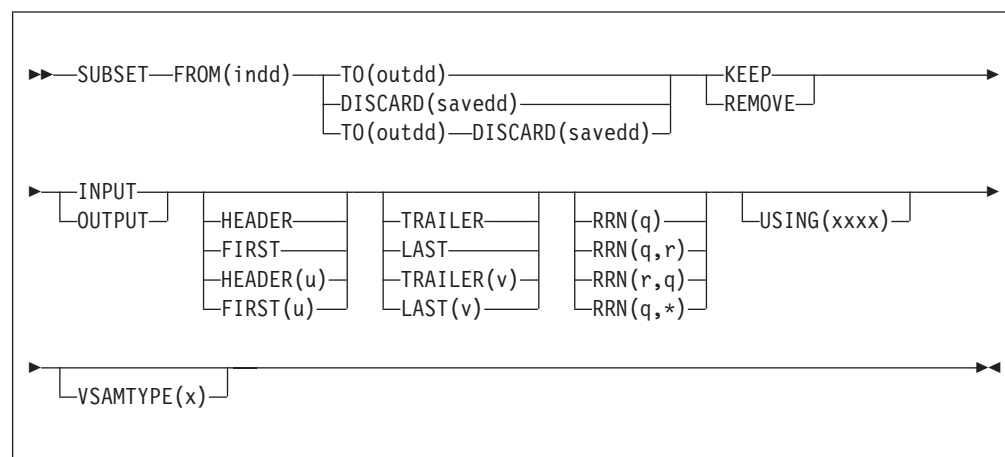 SUBSET FROM(indd) TO(outdd) KEEP
DISCARD(savedd) REMOVE
TO(outdd) DISCARD(savedd)
INPUT
OUTPUT HEADER TRAILER RRN(q) USING(xxxx)
FIRST LAST RRN(q,r)
HEADER(u) TRAILER(v) RRN(r,q)
FIRST(u) LAST(v) RRN(q,*)
VSAMTYPE(x)